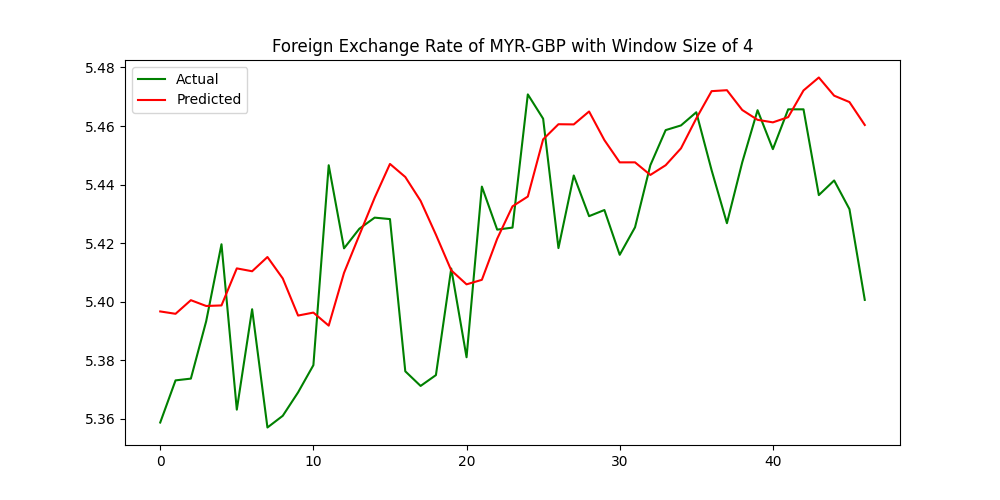 Foreign Exchange Rate of MYR-GBP with Window Size of 4
Actual
Predicted
5.48
5.46
5.44
5.42
5.40
5.38
5.36
0 10 20 30 40